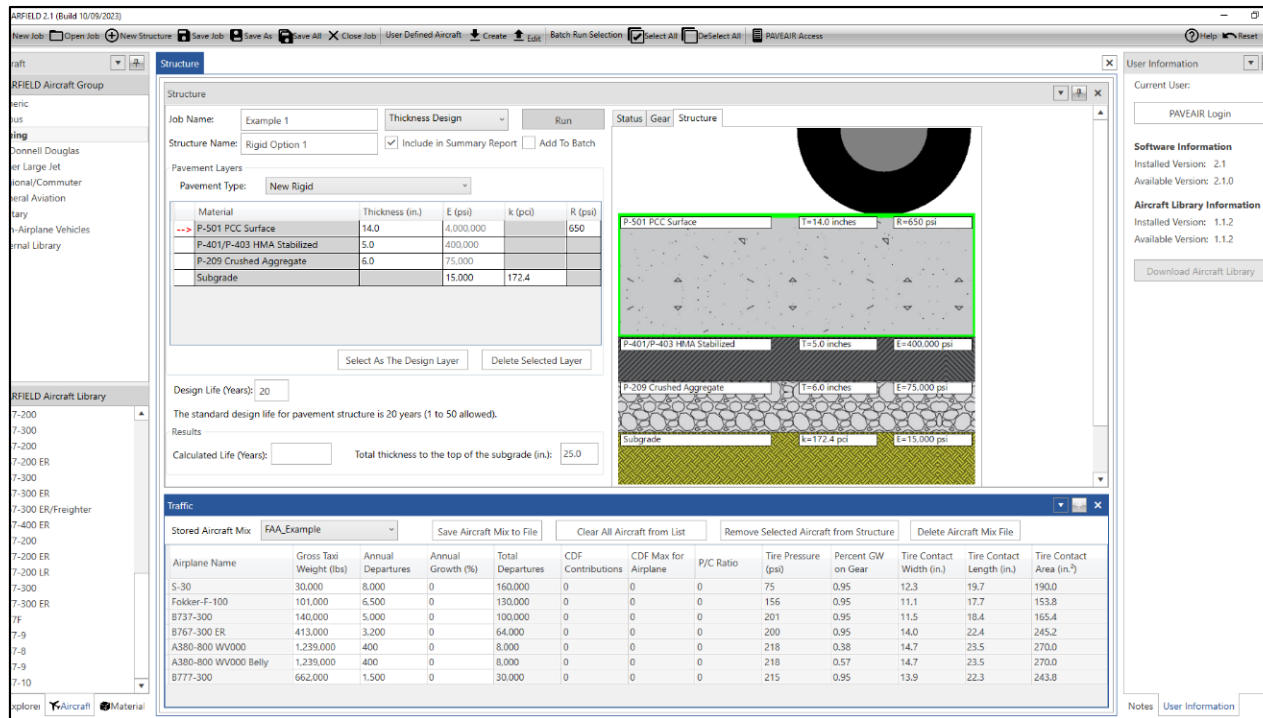 ARFIELD 2.1 (Build 10/09/2023)
New Job Open Job New Structure Save Job Save As Save All Close Job User Defined Aircraft Create Edit Batch Run Selection Select All DeSelect All PAVEAIR Access Help Reset
raft
RFIELD Aircraft Group
neric
bus
eing
Donnell Douglas
er Large Jet
gional/Commuter
neral Aviation
itary
n-Airplane Vehicles
ernal Library
RFIELD Aircraft Library
7-200
7-300
7-200
7-200 ER
7-300
7-300 ER
7-300 ER/Freighter
7-400 ER
7-200
7-200 ER
7-200 LR
7-300
7-300 ER
7F
7-9
7-8
7-9
7-10
xplorer Aircraft Material
Structure
Structure
Job Name: Example 1 Thickness Design Run
Structure Name: Rigid Option 1 Include in Summary Report Add To Batch
Pavement Layers
Pavement Type: New Rigid
Material Thickness (in.) E (psi) k (pci) R (psi)
--> P-501 PCC Surface 14.0 4,000,000 650
P-401/P-403 HMA Stabilized 5.0 400,000
P-209 Crushed Aggregate 6.0 75,000
Subgrade 15,000 172.4
Select As The Design Layer Delete Selected Layer
Design Life (Years): 20
The standard design life for pavement structure is 20 years (1 to 50 allowed).
Results
Calculated Life (Years): Total thickness to the top of the subgrade (in.): 25.0
Status Gear Structure
P-501 PCC Surface T=14.0 inches R=650 psi
P-401/P-403 HMA Stabilized T=5.0 inches E=400,000 psi
P-209 Crushed Aggregate T=6.0 inches E=75,000 psi
Subgrade k=172.4 pci E=15,000 psi
Traffic
Stored Aircraft Mix FAA_Example Save Aircraft Mix to File Clear All Aircraft from List Remove Selected Aircraft from Structure Delete Aircraft Mix File
Airplane Name Gross Taxi Weight (lbs) Annual Departures Annual Growth (%) Total Departures CDF Contributions CDF Max for Airplane P/C Ratio Tire Pressure (psi) Percent GW on Gear Tire Contact Width (in.) Tire Contact Length (in.) Tire Contact Area (in.²)
S-30 30,000 8,000 0 160,000 0 0 0 75 0.95 12.3 19.7 190.0
Fokker-F-100 101,000 6,500 0 130,000 0 0 0 156 0.95 11.1 17.7 153.8
B737-300 140,000 5,000 0 100,000 0 0 0 201 0.95 11.5 18.4 165.4
B767-300 ER 413,000 3,200 0 64,000 0 0 0 200 0.95 14.0 22.4 245.2
A380-800 WV000 1,239,000 400 0 8,000 0 0 0 218 0.38 14.7 23.5 270.0
A380-800 WV000 Belly 1,239,000 400 0 8,000 0 0 0 218 0.57 14.7 23.5 270.0
B777-300 662,000 1,500 0 30,000 0 0 0 215 0.95 13.9 22.3 243.8
User Information
Current User:
PAVEAIR Login
Software Information
Installed Version: 2.1
Available Version: 2.1.0
Aircraft Library Information
Installed Version: 1.1.2
Available Version: 1.1.2
Download Aircraft Library
Notes User Information